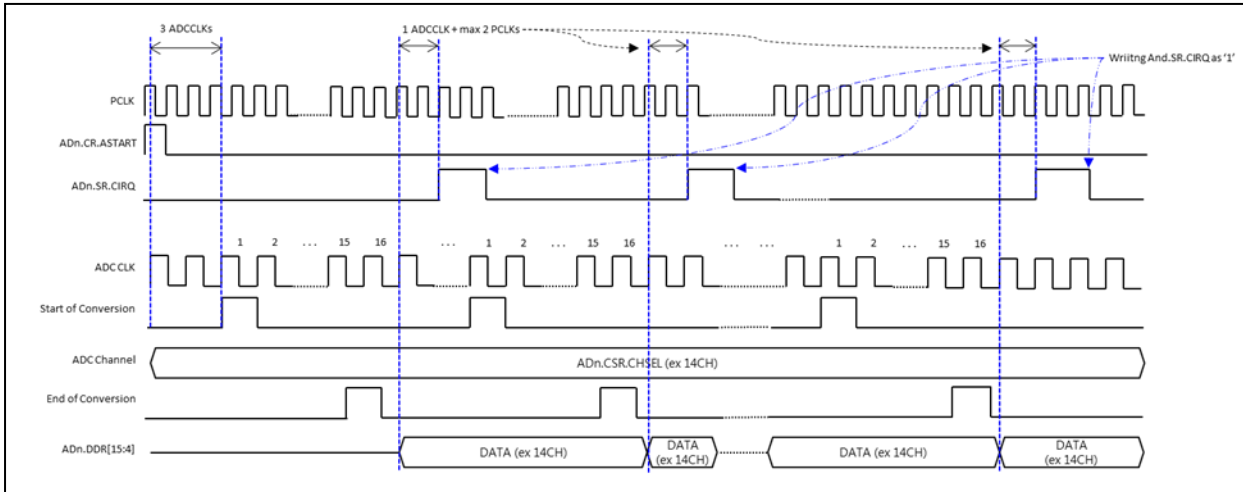 3 ADCCLKs
1 ADCCLK + max 2 PCLKs
Wriitng And.SR.CIRQ as '1'
PCLK
ADn.CR.ASTART
ADn.SR.CIRQ
1 2 ... 15 16 ... 1 2 ... 15 16 ... ... 1 2 ... 15 16
ADC CLK
Start of Conversion
ADC Channel
ADn.CSR.CHSEL (ex 14CH)
End of Conversion
ADn.DDR[15:4]
DATA (ex 14CH)
DATA
(ex 14CH)
DATA (ex 14CH)
DATA
(ex 14CH)